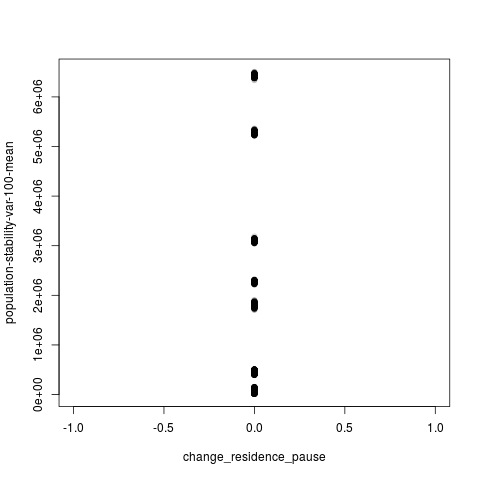 population-stability-var-100-mean
6e+06
5e+06
4e+06
3e+06
2e+06
1e+06
0e+00
-1.0 -0.5 0.0 0.5 1.0
change_residence_pause